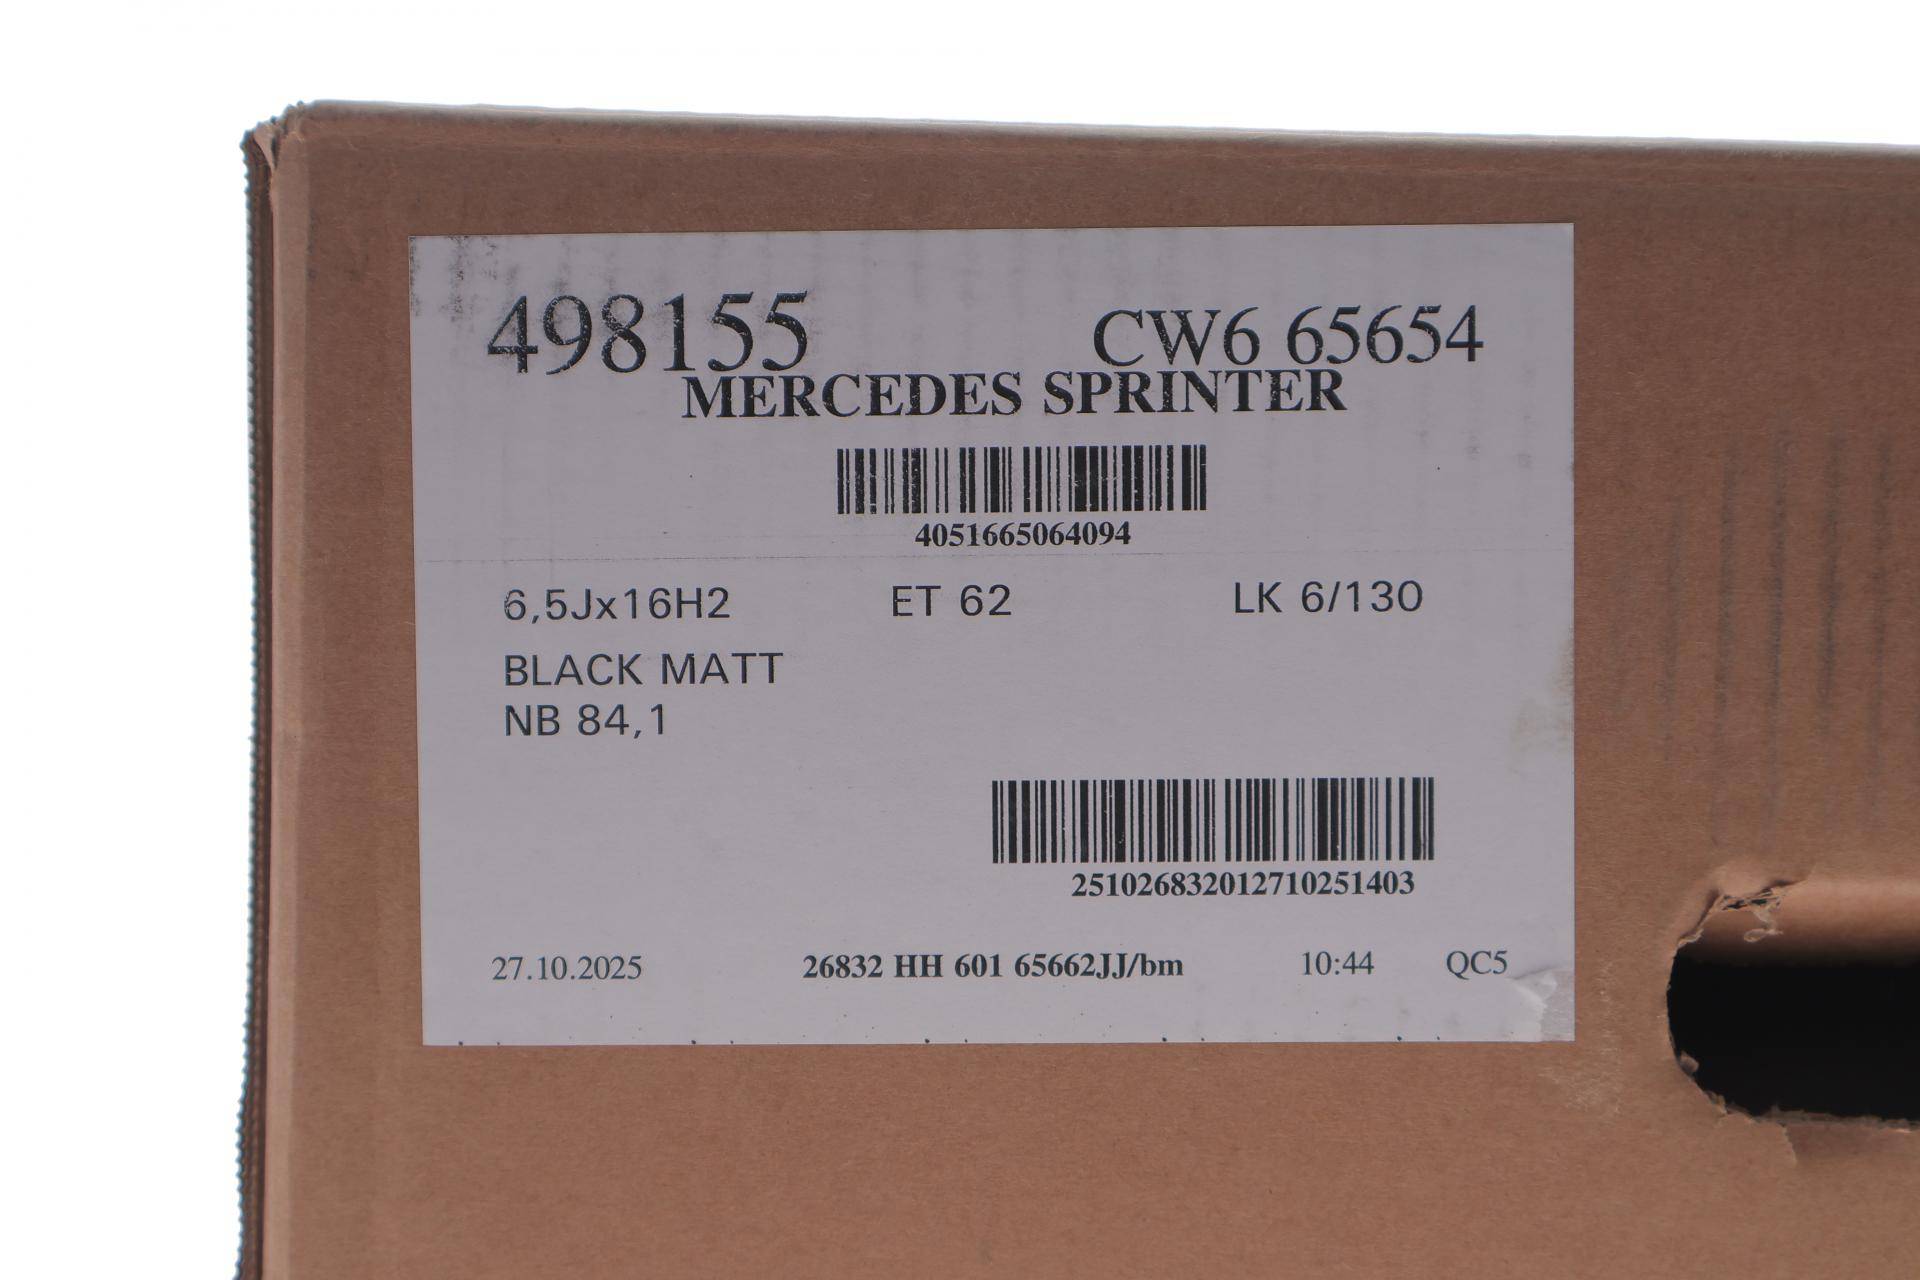 498155 CW6 65654
MERCEDES SPRINTER
4051665064094
6,5Jx16H2 ET 62 LK 6/130
BLACK MATT
NB 84,1
251026832012710251403
27.10.2025 26832 HH 601 65662JJ/bm 10:44 QC5